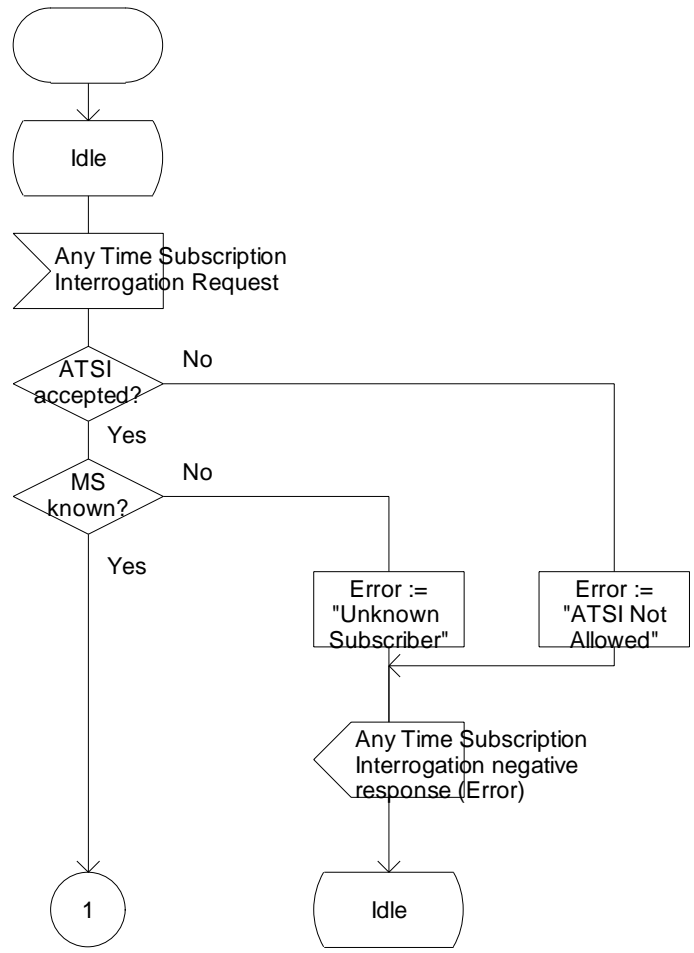 Idle
Any Time Subscription
Interrogation Request
ATSI
accepted?
No
Yes
MS
known?
No
Yes
Error :=
"Unknown
Subscriber"
Error :=
"ATSI Not
Allowed"
Any Time Subscription
Interrogation negative
response (Error)
1
Idle